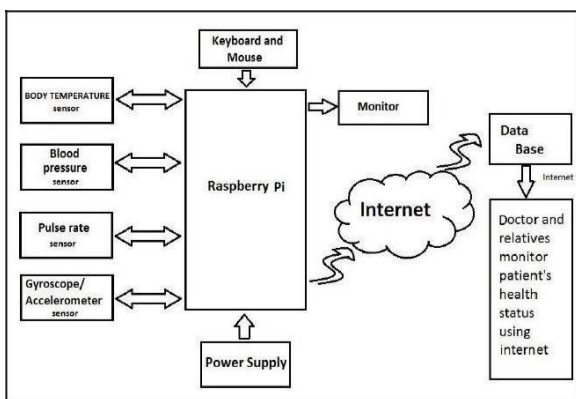 Keyboard and
Mouse
BODY TEMPERATURE
sensor
Blood
pressure
sensor
Pulse rate
sensor
Gyroscope/
Accelerometer
sensor
Raspberry Pi
Power Supply
Monitor
Internet
Data
Base
Internet
Doctor and
relatives
monitor
patient's
health
status
using
internet